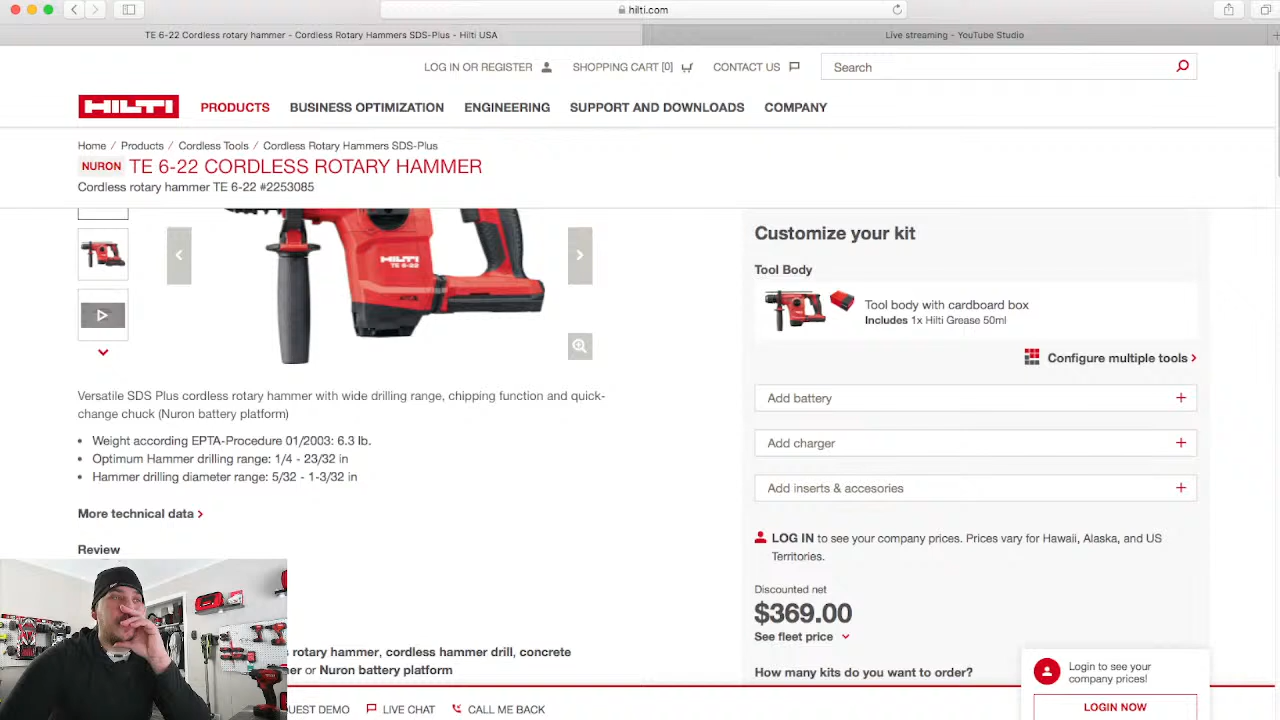 hilti.com
TE 6-22 Cordless rotary hammer - Cordless Rotary Hammers SDS-Plus - Hilti USA
Live streaming - YouTube Studio
LOG IN OR REGISTER
SHOPPING CART [0]
CONTACT US
Search
HILTI
PRODUCTS
BUSINESS OPTIMIZATION
ENGINEERING
SUPPORT AND DOWNLOADS
COMPANY
Home / Products / Cordless Tools / Cordless Rotary Hammers SDS-Plus
NURON TE 6-22 CORDLESS ROTARY HAMMER
Cordless rotary hammer TE 6-22 #2253085
HILTI
TE 6-22
Versatile SDS Plus cordless rotary hammer with wide drilling range, chipping function and quick-
change chuck (Nuron battery platform)
• Weight according EPTA-Procedure 01/2003: 6.3 lb.
• Optimum Hammer drilling range: 1/4 - 23/32 in
• Hammer drilling diameter range: 5/32 - 1-3/32 in
More technical data
Review
rotary hammer, cordless hammer drill, concrete
er or Nuron battery platform
Customize your kit
Tool Body
Tool body with cardboard box
Includes 1x Hilti Grease 50ml
Configure multiple tools
Add battery +
Add charger +
Add inserts & accesories +
LOG IN to see your company prices. Prices vary for Hawaii, Alaska, and US
Territories.
Discounted net
$369.00
See fleet price
How many kits do you want to order?
Login to see your
company prices!
LOGIN NOW
UEST DEMO
LIVE CHAT
CALL ME BACK